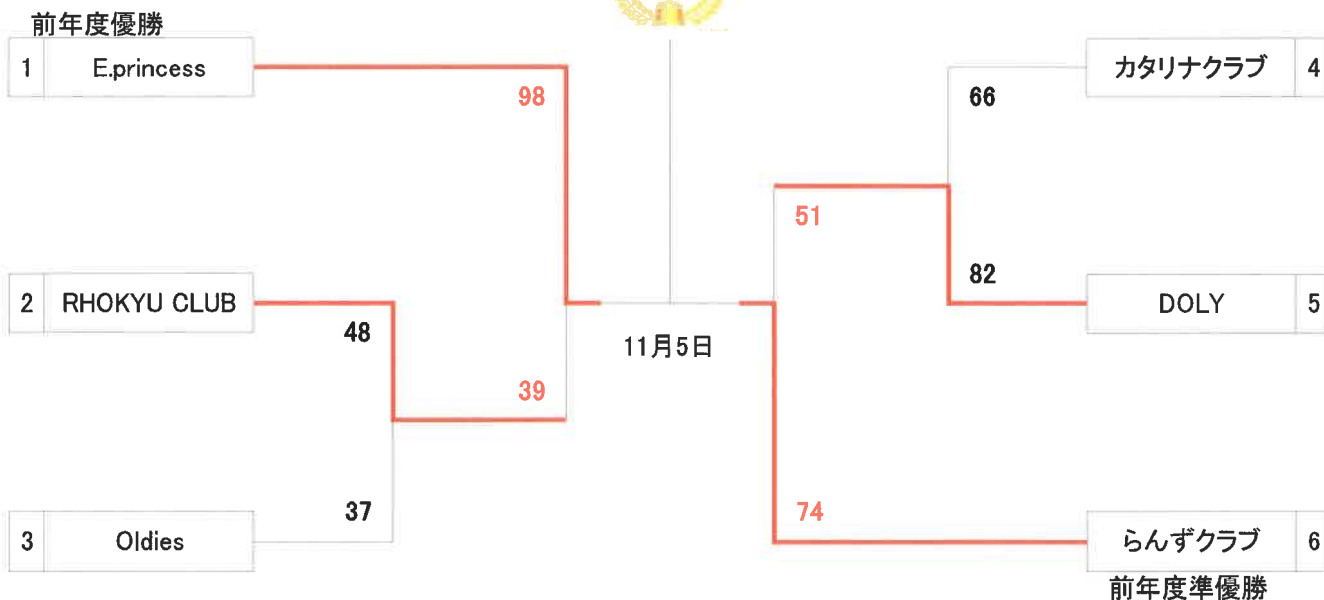 前年度優勝
1 E.princess
98
2 RHOKYU CLUB
48
39
37
3 Oldies
11月5日
カタリナクラブ 4
66
51
82
DOLY 5
74
らんずクラブ 6
前年度準優勝